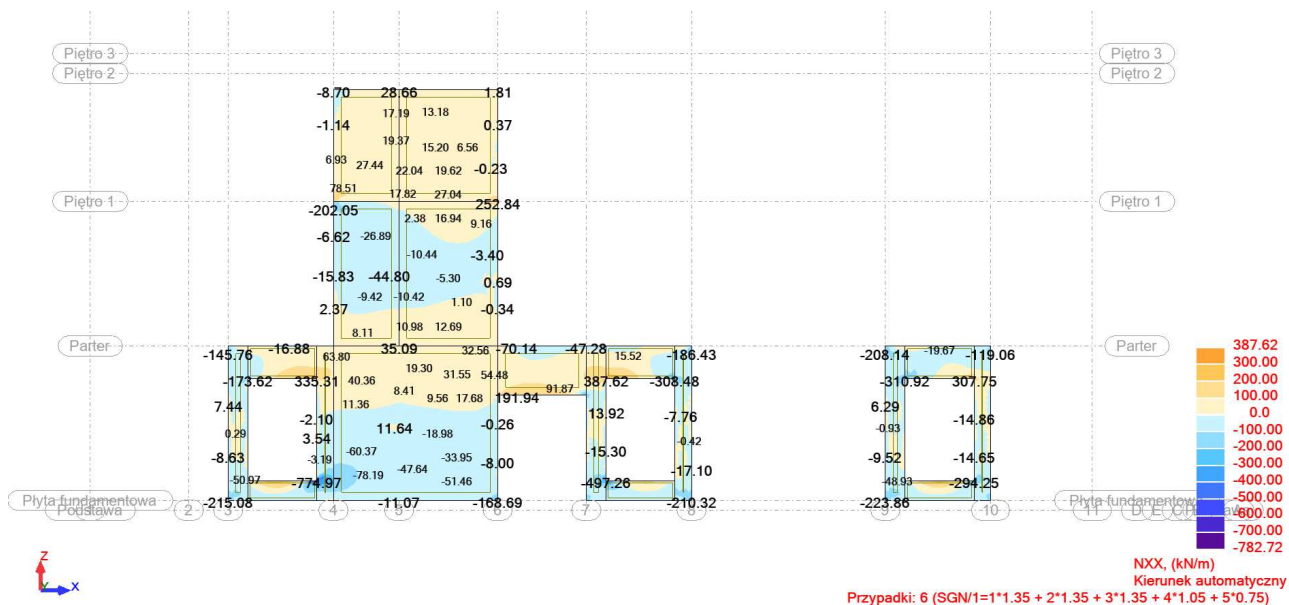 Piętro 3 Piętro 3
Piętro 2 Piętro 2
-8.70 28.66 1.81
17.19 13.18
-1.14 0.37
19.37
15.20 6.56
6.93 27.44
22.04 19.62 -0.23
78.51
17.82 27.04
Piętro 1 252.84 Piętro 1
-202.05
2.38 16.94 9.16
-6.62 -26.89
-10.44 -3.40
-15.83 -44.80 -5.30 0.69
-9.42 -10.42 1.10
2.37 -0.34
8.11 10.98 12.69
Parter Parter
-145.76 -16.88 63.80 35.09 32.56 -70.14 -47.28 15.52 -186.43 -208.14 -19.67 -119.06
-173.62 335.31 40.36 19.30 31.55 54.48 387.62 -308.48 -310.92 307.75
8.41 91.87
7.44 11.36 9.56 17.68 191.94 6.29
-2.10 13.92 -7.76 -14.86
0.29 3.54 11.64 -18.98 -0.26 -0.42 -0.93
-8.63 -3.19 -60.37 -33.95 -15.30 -9.52 -14.65
-50.97 -78.19 -47.64 -8.00 -17.10 -48.93
-774.97 -51.46 -497.26 -294.25
Płyta fundamentowa Płyta fundamentowa
-215.08 -11.07 -168.69 -210.32 -223.86
Podstawa 2 3 4 5 6 7 8 9 10 11 D E
387.62
300.00
200.00
100.00
0.0
-100.00
-200.00
-300.00
-400.00
-500.00
-600.00
-700.00
-782.72
Z
Y X
NXX, (kN/m)
Kierunek automatyczny
Przypadki: 6 (SGN/1=1*1.35 + 2*1.35 + 3*1.35 + 4*1.05 + 5*0.75)